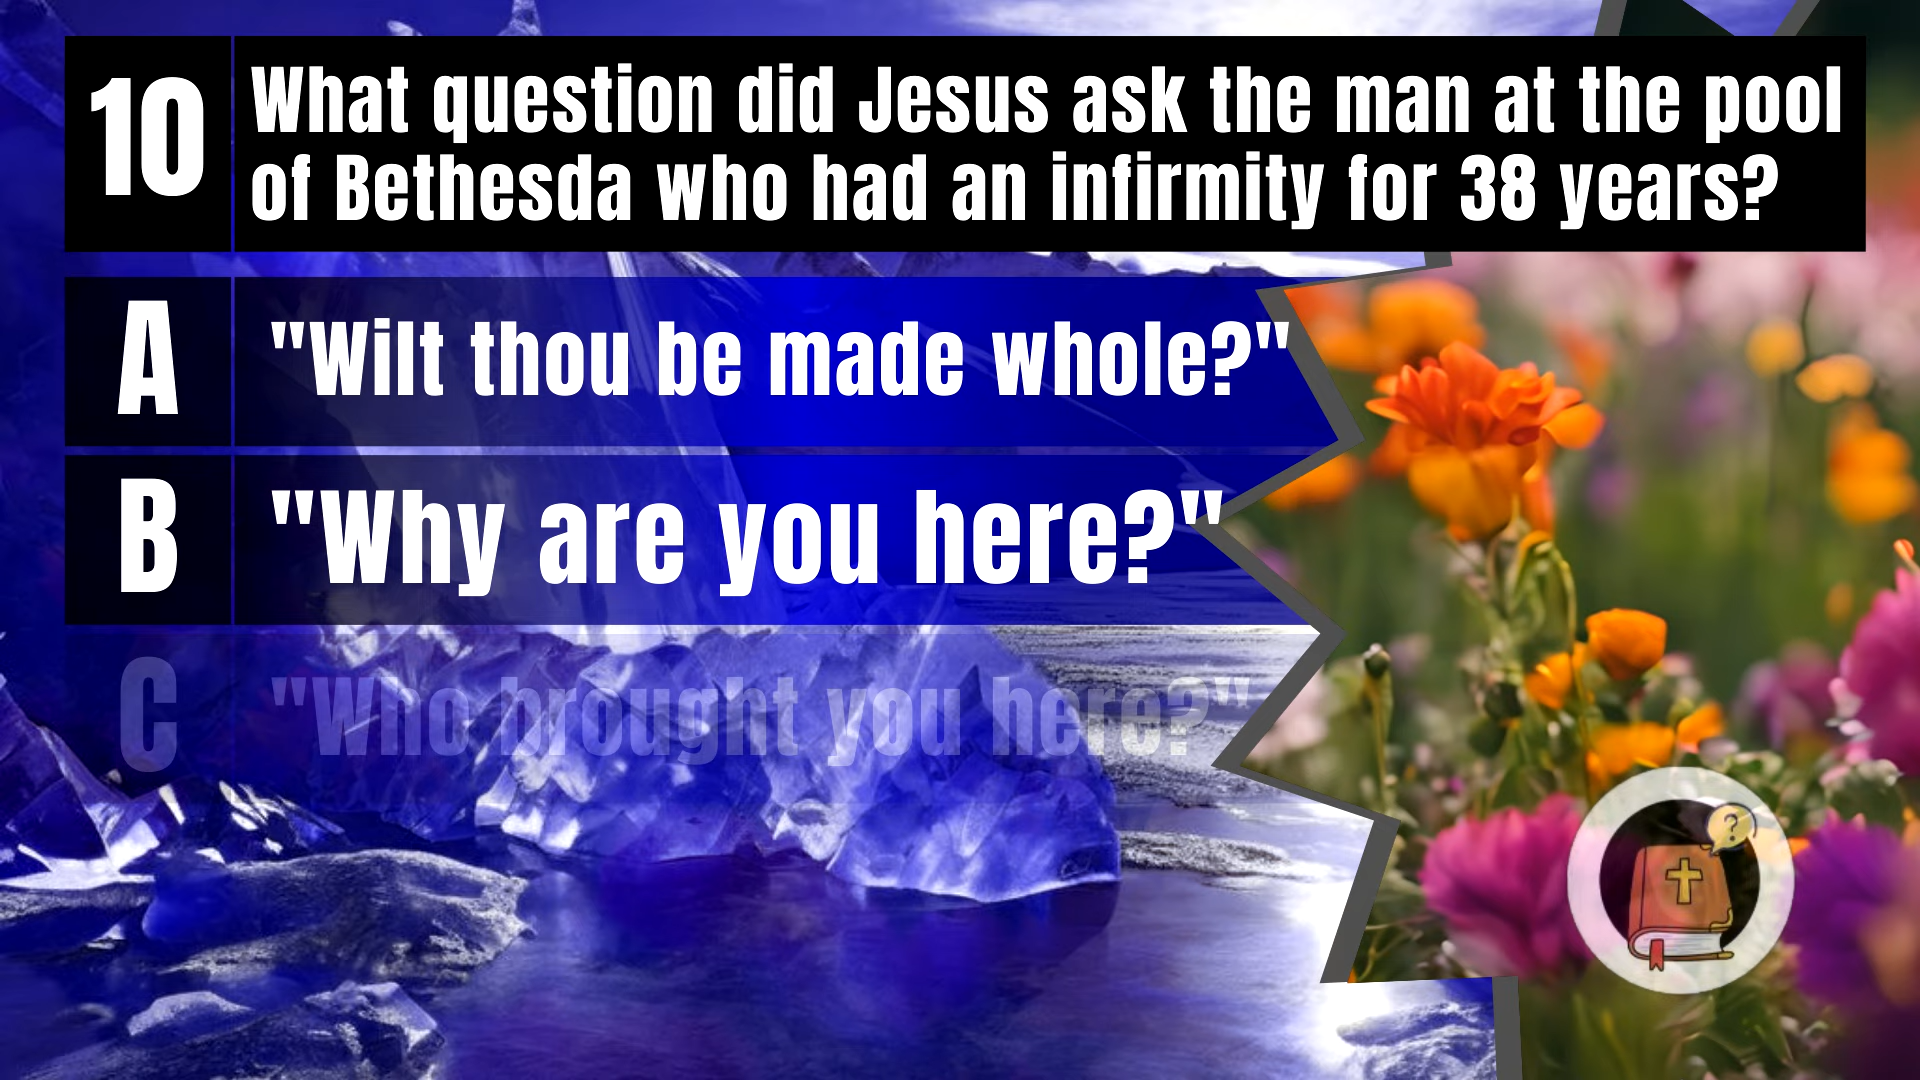 10
What question did Jesus ask the man at the pool
of Bethesda who had an infirmity for 38 years?
A
"Wilt thou be made whole?"
B
"Why are you here?"
C
"Who brought you here?"
?